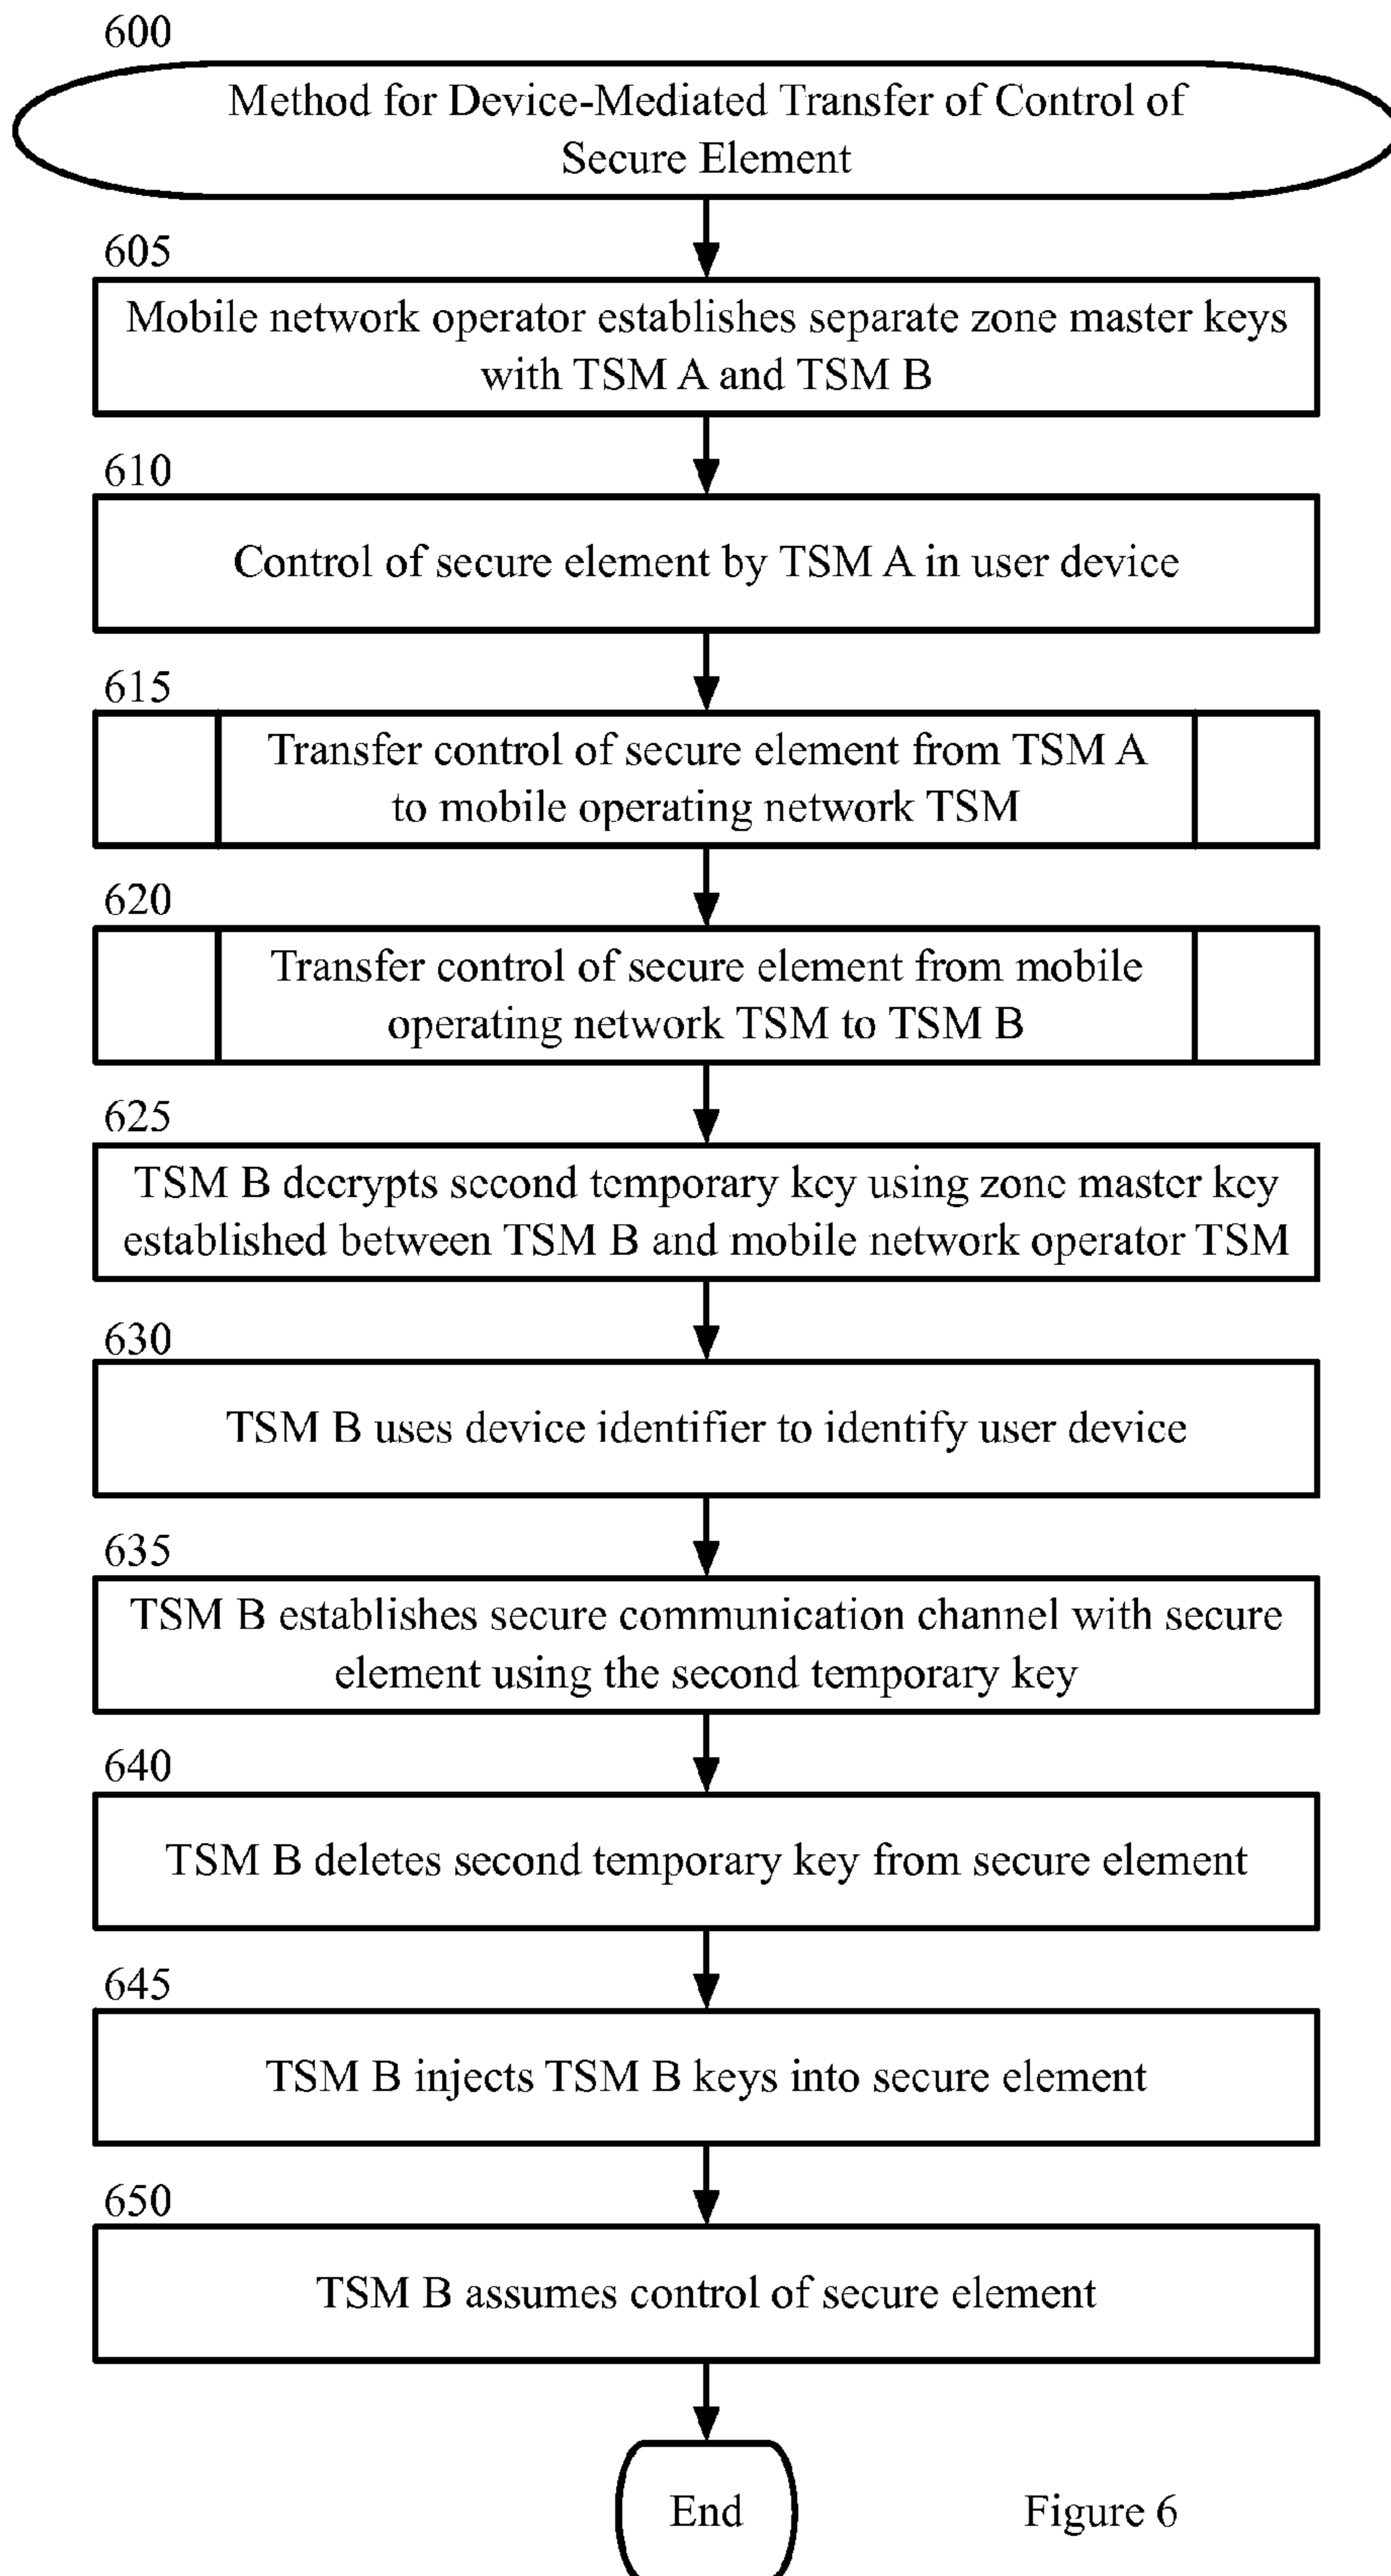 600
Method for Device-Mediated Transfer of Control of
Secure Element
605
Mobile network operator establishes separate zone master keys
with TSM A and TSM B
610
Control of secure element by TSM A in user device
615
Transfer control of secure element from TSM A
to mobile operating network TSM
620
Transfer control of secure element from mobile
operating network TSM to TSM B
625
TSM B decrypts second temporary key using zone master key
established between TSM B and mobile network operator TSM
630
TSM B uses device identifier to identify user device
635
TSM B establishes secure communication channel with secure
element using the second temporary key
640
TSM B deletes second temporary key from secure element
645
TSM B injects TSM B keys into secure element
650
TSM B assumes control of secure element
End
Figure 6